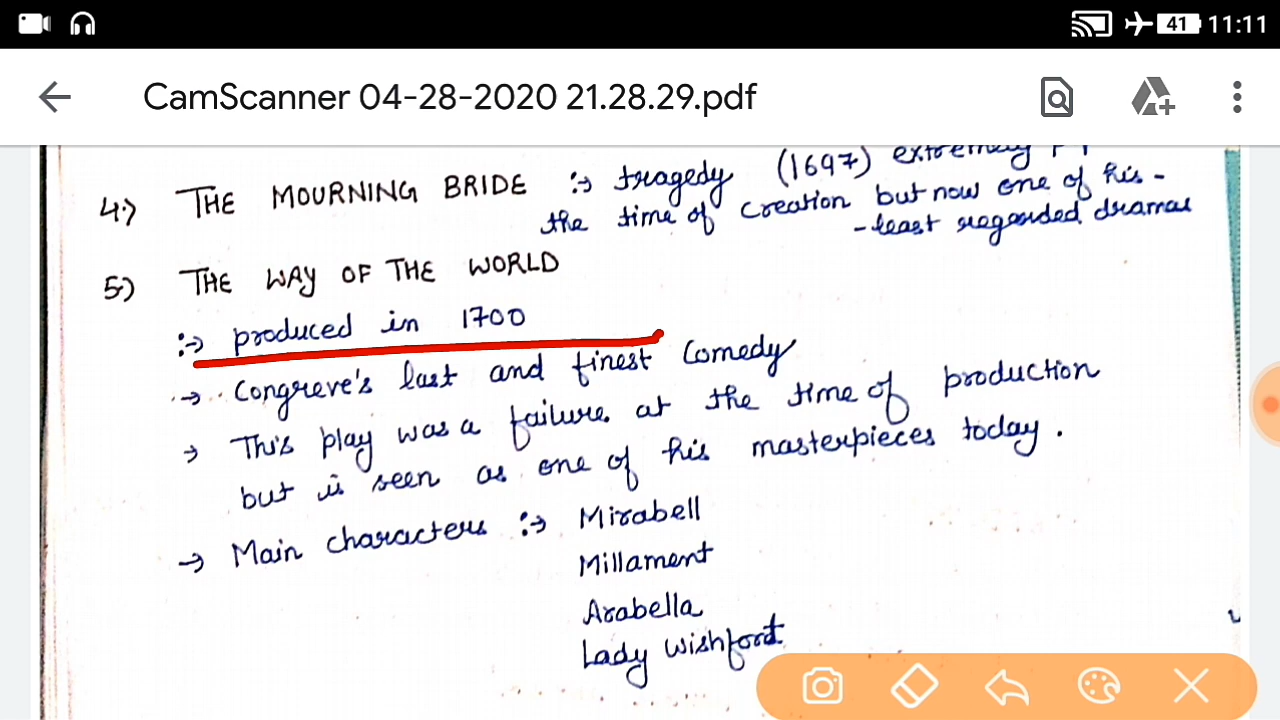 41 11:11
CamScanner 04-28-2020 21.28.29.pdf
4.> THE MOURNING BRIDE :→ tragedy (1697) extremely
the time of creation but now one of his -
- least regarded dramas
5.) THE WAY OF THE WORLD
:→ produced in 1700
→ Congreve's last and finest Comedy
→ This play was a failure at the time of production
but is seen as one of his masterpieces today.
→ Main characters :→ Mirabell
Millament
Arabella
Lady Wishfort